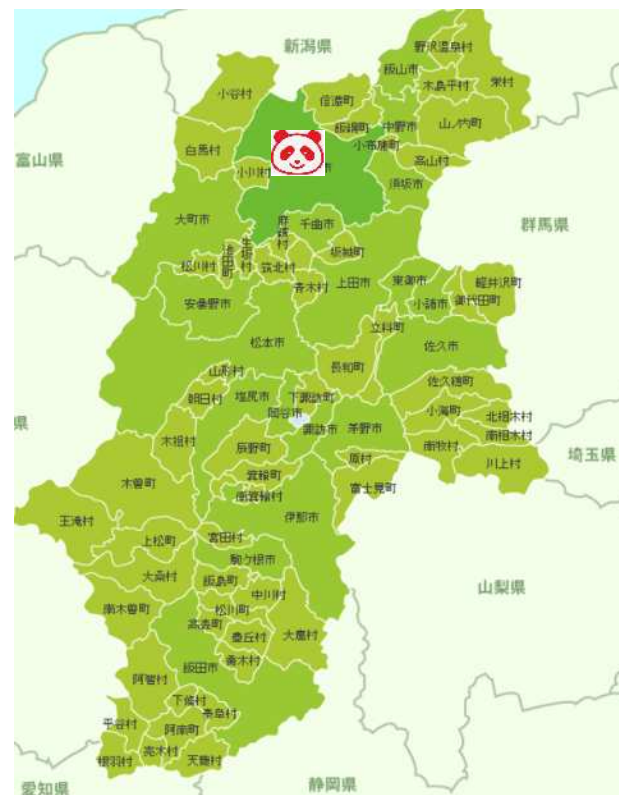 新潟県
野沢温泉村
飯山市
小谷村
木島平村
栄村
信濃町
飯綱町
中野市
山ノ内町
白馬村
小布施町
市
高山村
富山県
小川村
須坂市
大町市
麻績村
千曲市
群馬県
生坂村
池田町
坂城町
松川村
筑北村
青木村
上田市
東御市
軽井沢町
安曇野市
小諸市
御代田町
立科町
松本市
佐久市
長和町
山形村
佐久穂町
朝日村
塩尻市
下諏訪町
岡谷市
小海町
北相木村
県
諏訪市
茅野市
南相木村
木祖村
辰野町
南牧村
埼玉県
原村
川上村
箕輪町
木曽町
富士見町
南箕輪村
王滝村
伊那市
上松町
宮田村
駒ケ根市
大桑村
飯島町
山梨県
中川村
南木曽町
松川町
高森町
豊丘村
大鹿村
喬木村
飯田市
阿智村
下條村
泰阜村
平谷村
阿南町
売木村
根羽村
天龍村
愛知県
静岡県